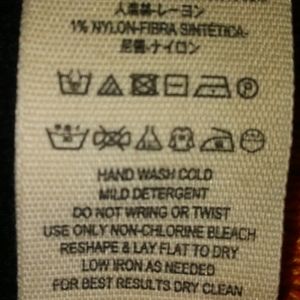 人造絲-レーヨン
1% NYLON-FIBRA SINTÉTICA-
尼龍-ナイロン
HAND WASH COLD
MILD DETERGENT
DO NOT WRING OR TWIST
USE ONLY NON-CHLORINE BLEACH
RESHAPE & LAY FLAT TO DRY
LOW IRON AS NEEDED
FOR BEST RESULTS DRY CLEAN